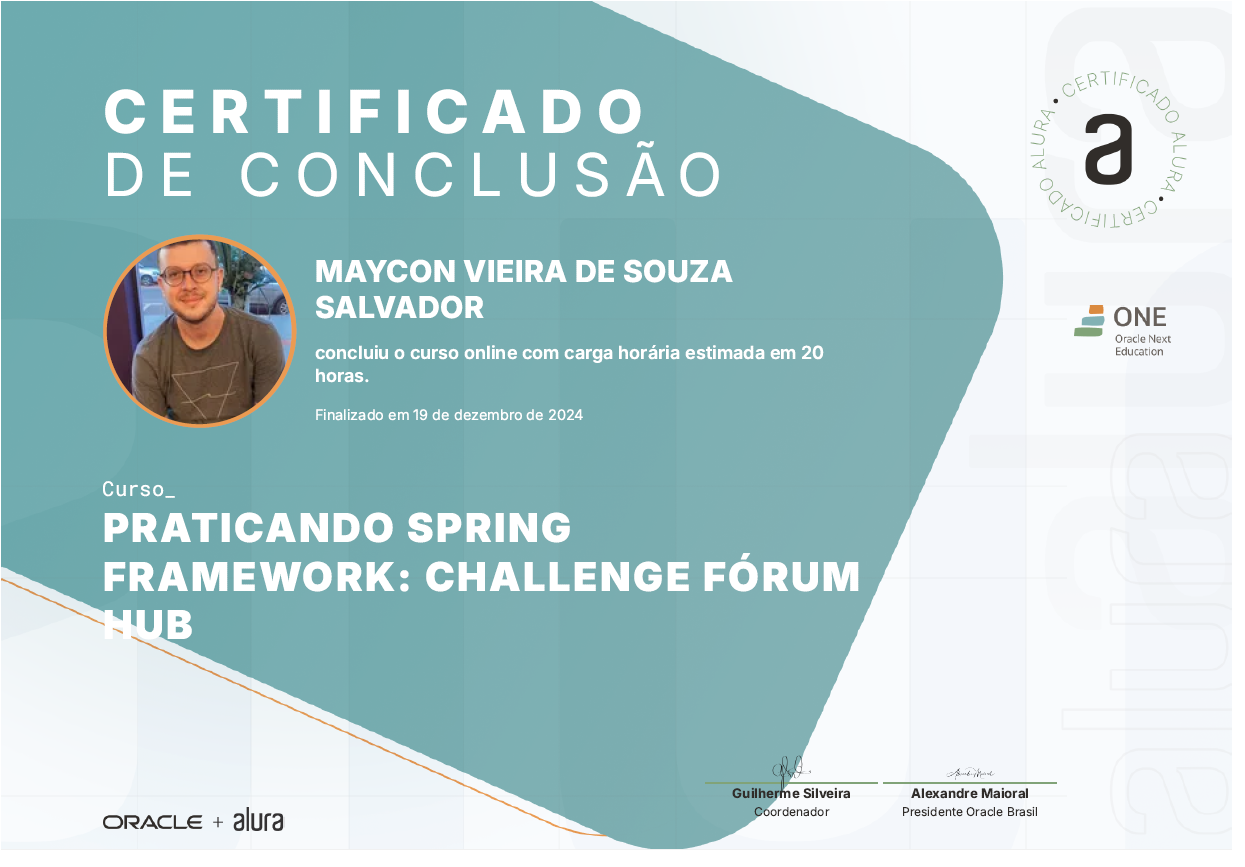 CERTIFICADO
DE CONCLUSÃO
CERTIFICADO ALURA • CERTIFICADO ALURA •
a
MAYCON VIEIRA DE SOUZA
SALVADOR
concluiu o curso online com carga horária estimada em 20
horas.
Finalizado em 19 de dezembro de 2024
ONE
Oracle Next
Education
Curso_
PRATICANDO SPRING
FRAMEWORK: CHALLENGE FÓRUM
HUB
Guilherme Silveira
Coordenador
Alexandre Maioral
Presidente Oracle Brasil
ORACLE + alura
alura
alura